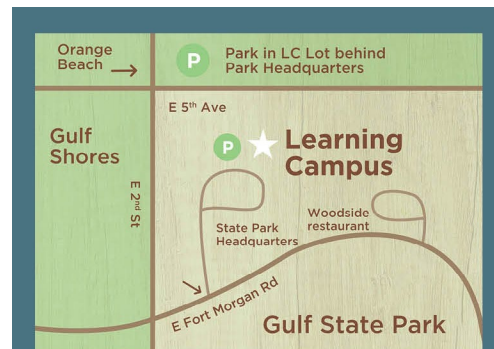 Orange
Beach
P
Park in LC Lot behind
Park Headquarters
E 5th Ave
Gulf
Shores
P
Learning
Campus
E 2nd St
State Park
Headquarters
Woodside
restaurant
E Fort Morgan Rd
Gulf State Park